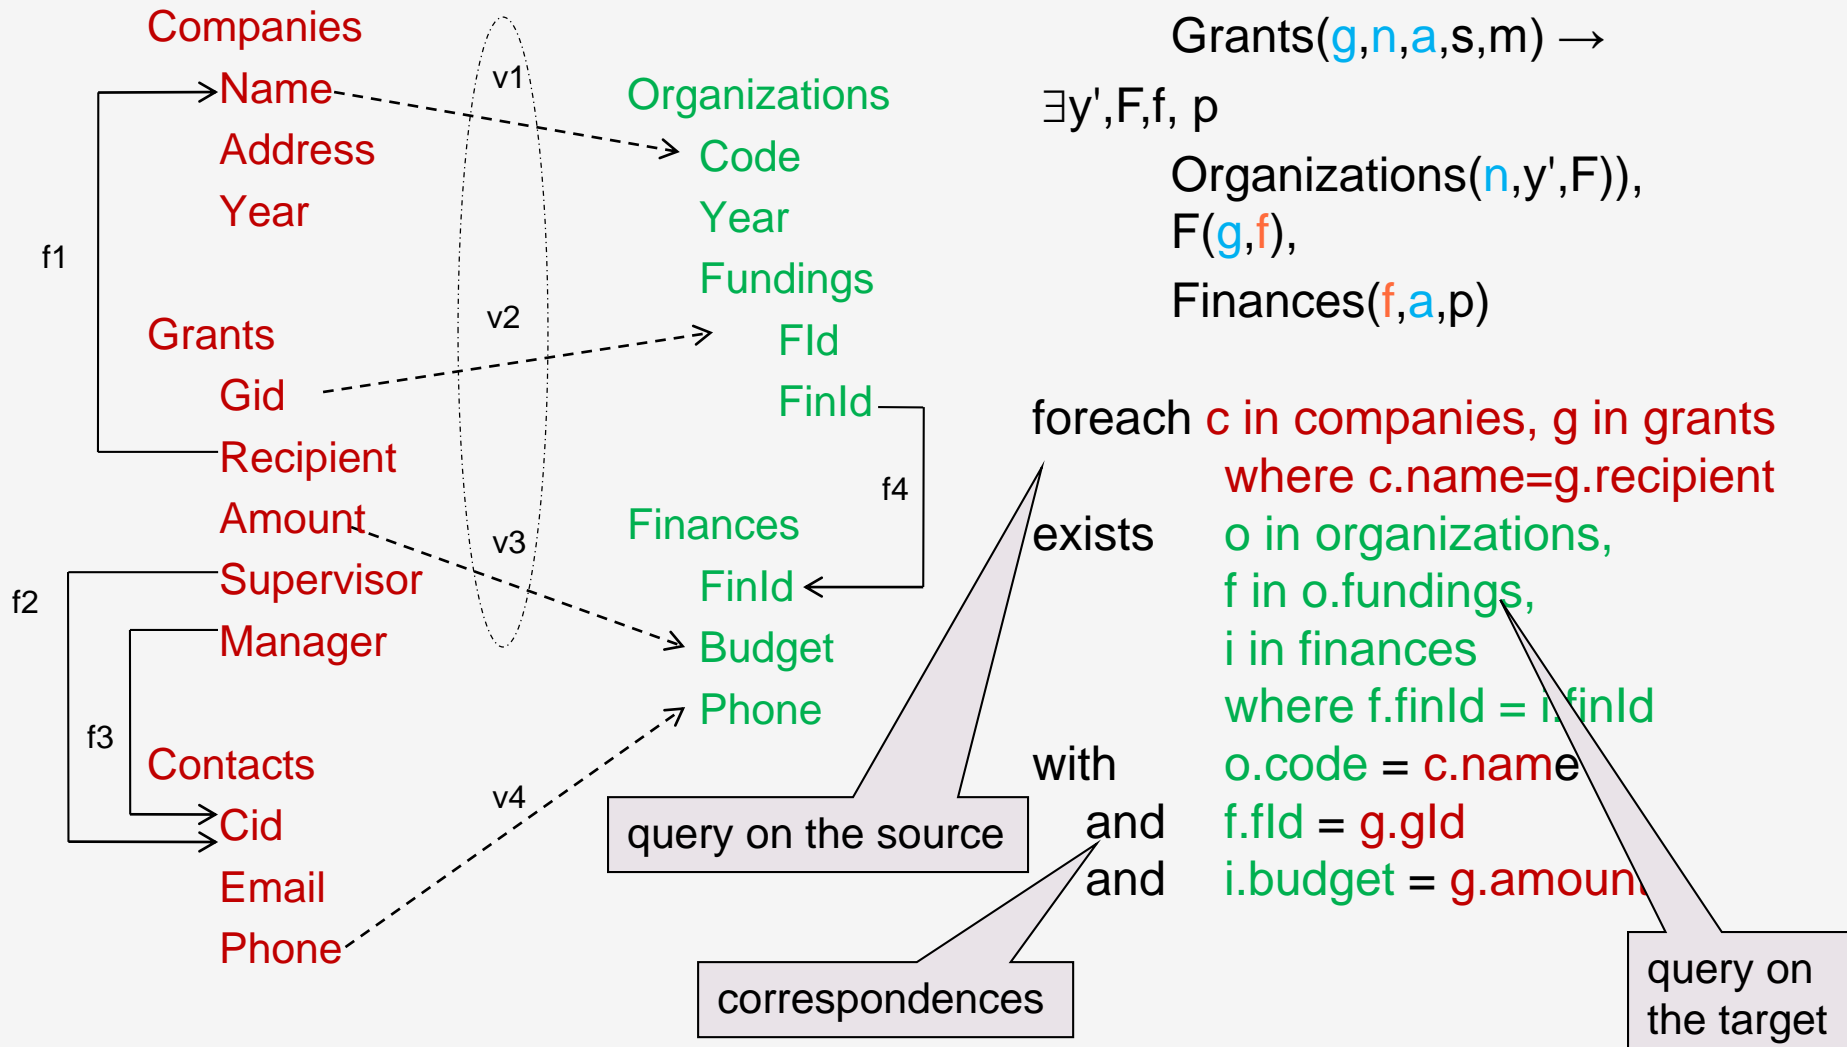 Companies
Name
Address
Year
Grants
Gid
Recipient
Amount
Supervisor
Manager
Contacts
Cid
Email
Phone
f1
f2
f3
v1
v2
v3
v4
Organizations
Code
Year
Fundings
FId
FinId
f4
Finances
FinId
Budget
Phone
Grants(g,n,a,s,m) →
∃y',F,f, p
Organizations(n,y',F)),
F(g,f),
Finances(f,a,p)
foreach c in companies, g in grants
where c.name=g.recipient
exists o in organizations,
f in o.fundings,
i in finances
where f.finId = i.finId
with o.code = c.name
and f.fId = g.gId
and i.budget = g.amount
query on the source
correspondences
query on
the target